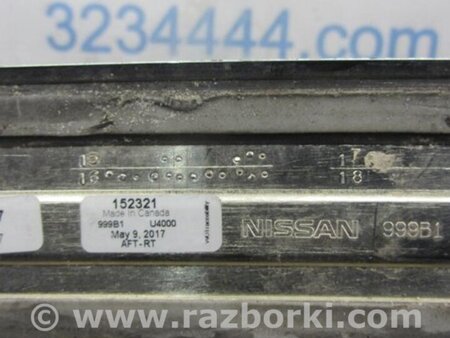 3234444.com
15 17
16 18
152321
Made in Canada
999B1 U4000
May 9, 2017
AFT-RT
NISSAN 999B1
www.razborki.com